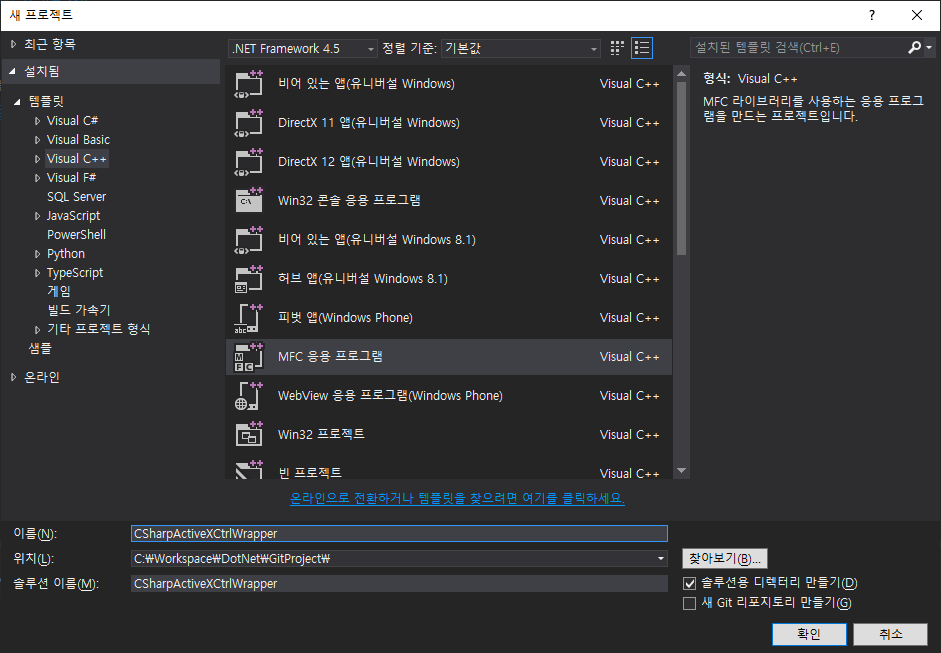 새 프로젝트
? ×
최근 항목
설치됨
템플릿
Visual C#
Visual Basic
Visual C++
Visual F#
SQL Server
JavaScript
PowerShell
Python
TypeScript
게임
빌드 가속기
기타 프로젝트 형식
샘플
온라인
.NET Framework 4.5 정렬 기준: 기본값
비어 있는 앱(유니버설 Windows) Visual C++
DirectX 11 앱(유니버설 Windows) Visual C++
DirectX 12 앱(유니버설 Windows) Visual C++
Win32 콘솔 응용 프로그램 Visual C++
비어 있는 앱(유니버설 Windows 8.1) Visual C++
허브 앱(유니버설 Windows 8.1) Visual C++
피벗 앱(Windows Phone) Visual C++
MFC 응용 프로그램 Visual C++
WebView 응용 프로그램(Windows Phone) Visual C++
Win32 프로젝트 Visual C++
빈 프로젝트 Visual C++
온라인으로 전환하거나 템플릿을 찾으려면 여기를 클릭하세요.
설치된 템플릿 검색(Ctrl+E)
형식: Visual C++
MFC 라이브러리를 사용하는 응용 프로그
램을 만드는 프로젝트입니다.
이름(N): CSharpActiveXCtrlWrapper
위치(L): C:₩Workspace₩DotNet₩GitProject₩ 찾아보기(B)...
솔루션 이름(M): CSharpActiveXCtrlWrapper
솔루션용 디렉터리 만들기(D)
새 Git 리포지토리 만들기(G)
확인 취소